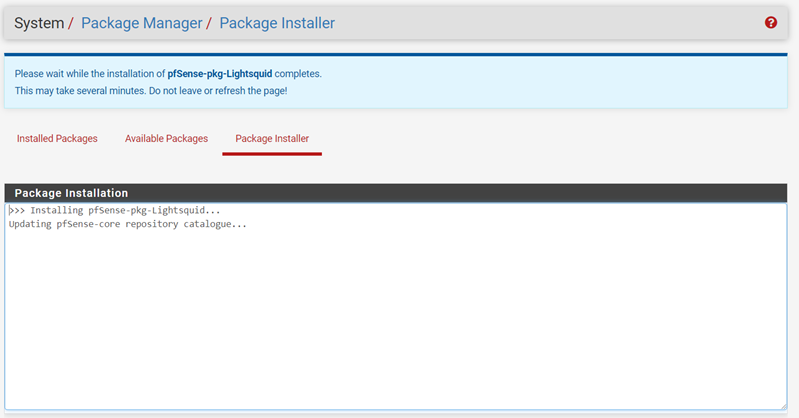 System / Package Manager / Package Installer
Please wait while the installation of pfSense-pkg-Lightsquid completes.
This may take several minutes. Do not leave or refresh the page!
Installed Packages Available Packages Package Installer
Package Installation
>>> Installing pfSense-pkg-Lightsquid...
Updating pfSense-core repository catalogue...